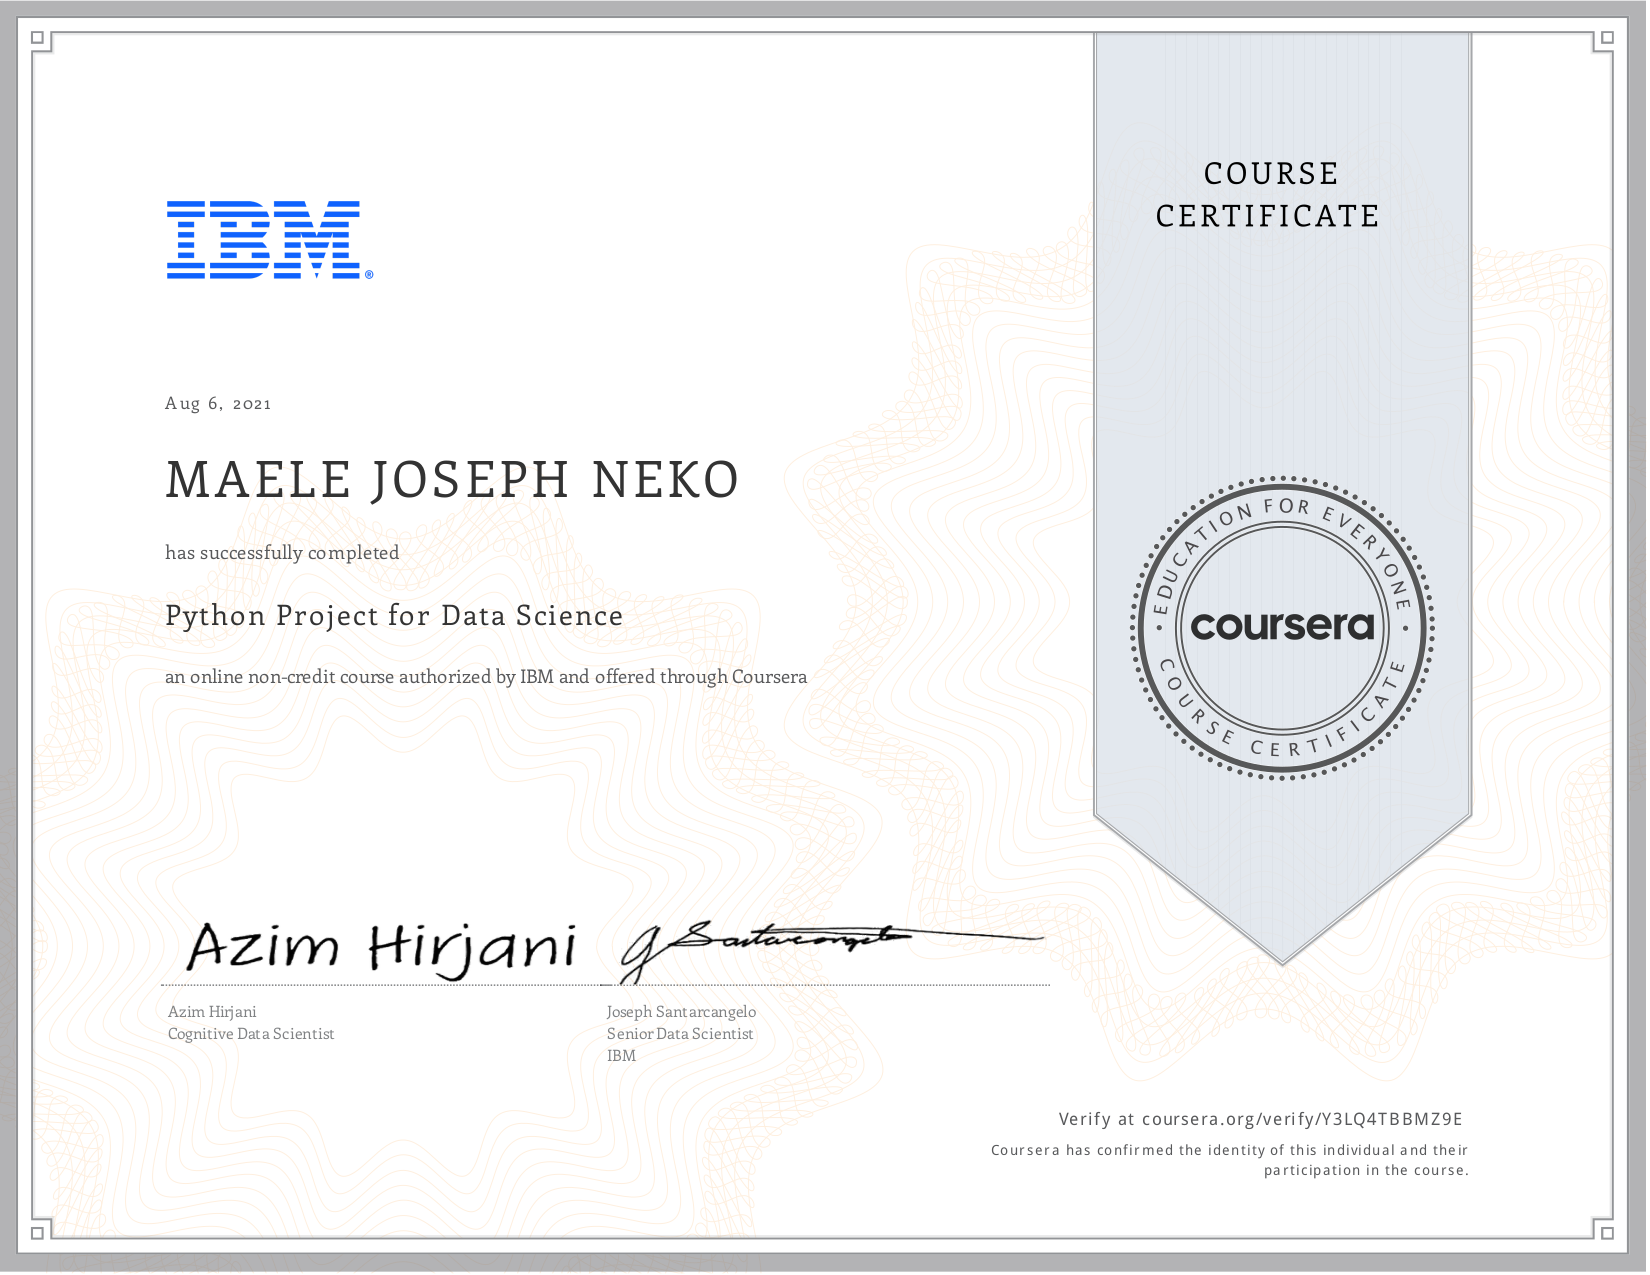 COURSE
CERTIFICATE
IBM®
Aug 6, 2021
MAELE JOSEPH NEKO
has successfully completed
Python Project for Data Science
an online non-credit course authorized by IBM and offered through Coursera
EDUCATION FOR EVERYONE
coursera
COURSE CERTIFICATE
Azim Hirjani
J Santarcangelo
Azim Hirjani
Cognitive Data Scientist
Joseph Santarcangelo
Senior Data Scientist
IBM
Verify at coursera.org/verify/Y3LQ4TBBMZ9E
Coursera has confirmed the identity of this individual and their
participation in the course.